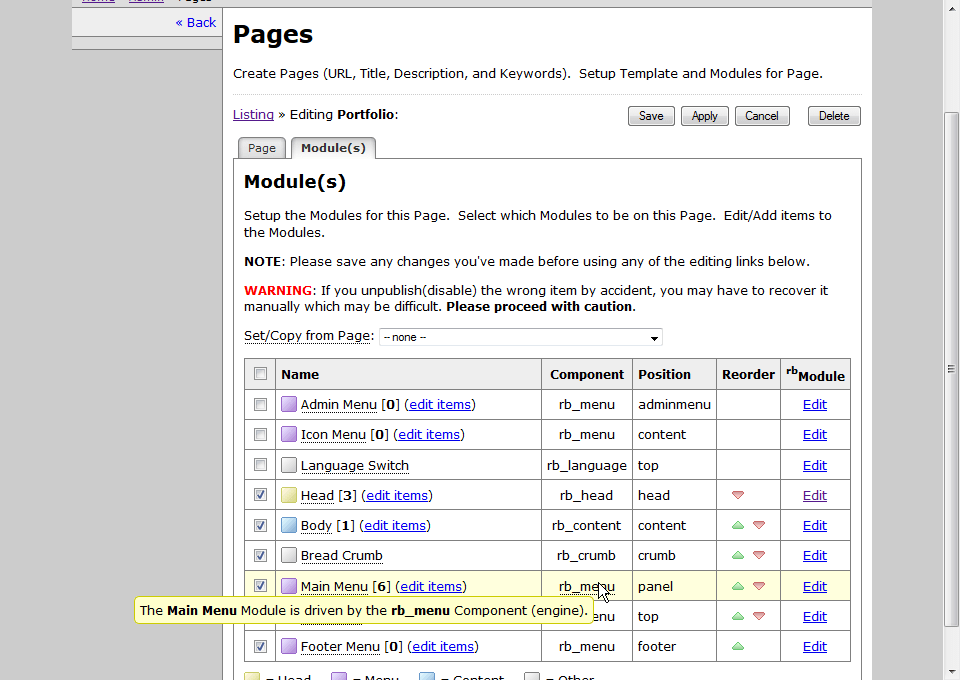 « Back
Pages
Create Pages (URL, Title, Description, and Keywords).  Setup Template and Modules for Page.
Listing » Editing Portfolio:
Save Apply Cancel Delete
Page Module(s)
Module(s)
Setup the Modules for this Page.  Select which Modules to be on this Page.  Edit/Add items to
the Modules.
NOTE: Please save any changes you've made before using any of the editing links below.
WARNING: If you unpublish(disable) the wrong item by accident, you may have to recover it
manually which may be difficult. Please proceed with caution.
Set/Copy from Page: -- none --
Name Component Position Reorder rbModule
Admin Menu [0] (edit items) rb_menu adminmenu Edit
Icon Menu [0] (edit items) rb_menu content Edit
Language Switch rb_language top Edit
Head [3] (edit items) rb_head head Edit
Body [1] (edit items) rb_content content Edit
Bread Crumb rb_crumb crumb Edit
Main Menu [6] (edit items) rb_menu panel Edit
The Main Menu Module is driven by the rb_menu Component (engine).
top Edit
Footer Menu [0] (edit items) rb_menu footer Edit
= Head = Menu = Content = Other